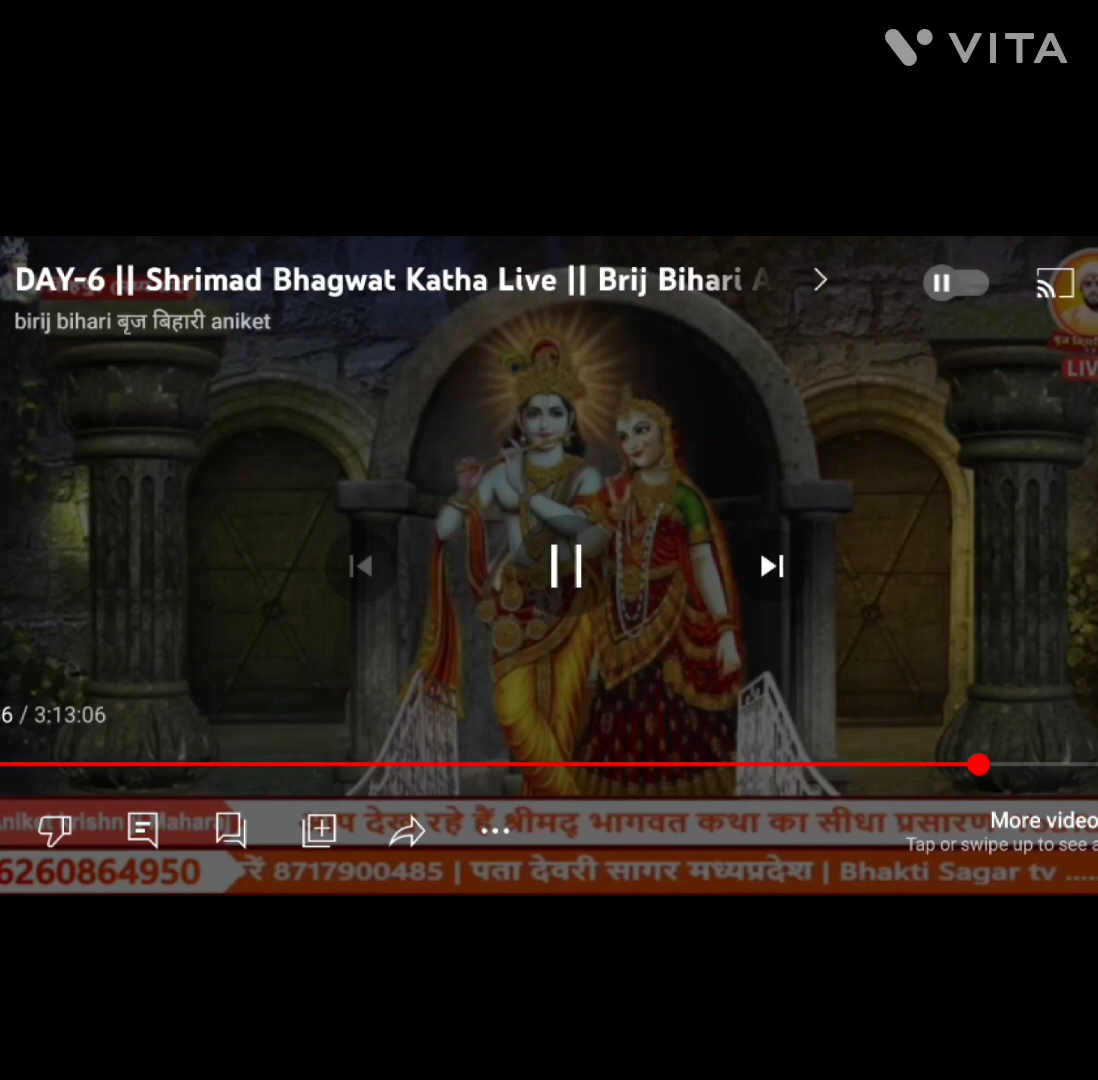 VITA
DAY-6 || Shrimad Bhagwat Katha Live || Brij Bihari
birij bihari बृज बिहारी aniket
LIV
6 / 3:13:06
देख रहे हैं श्रीमद् भागवत कथा का सीधा प्रसारण
More video
Tap or swipe up to see a
6260864950
रें 8717900485 | पता देवरी सागर मध्यप्रदेश | Bhakti Sagar tv .....